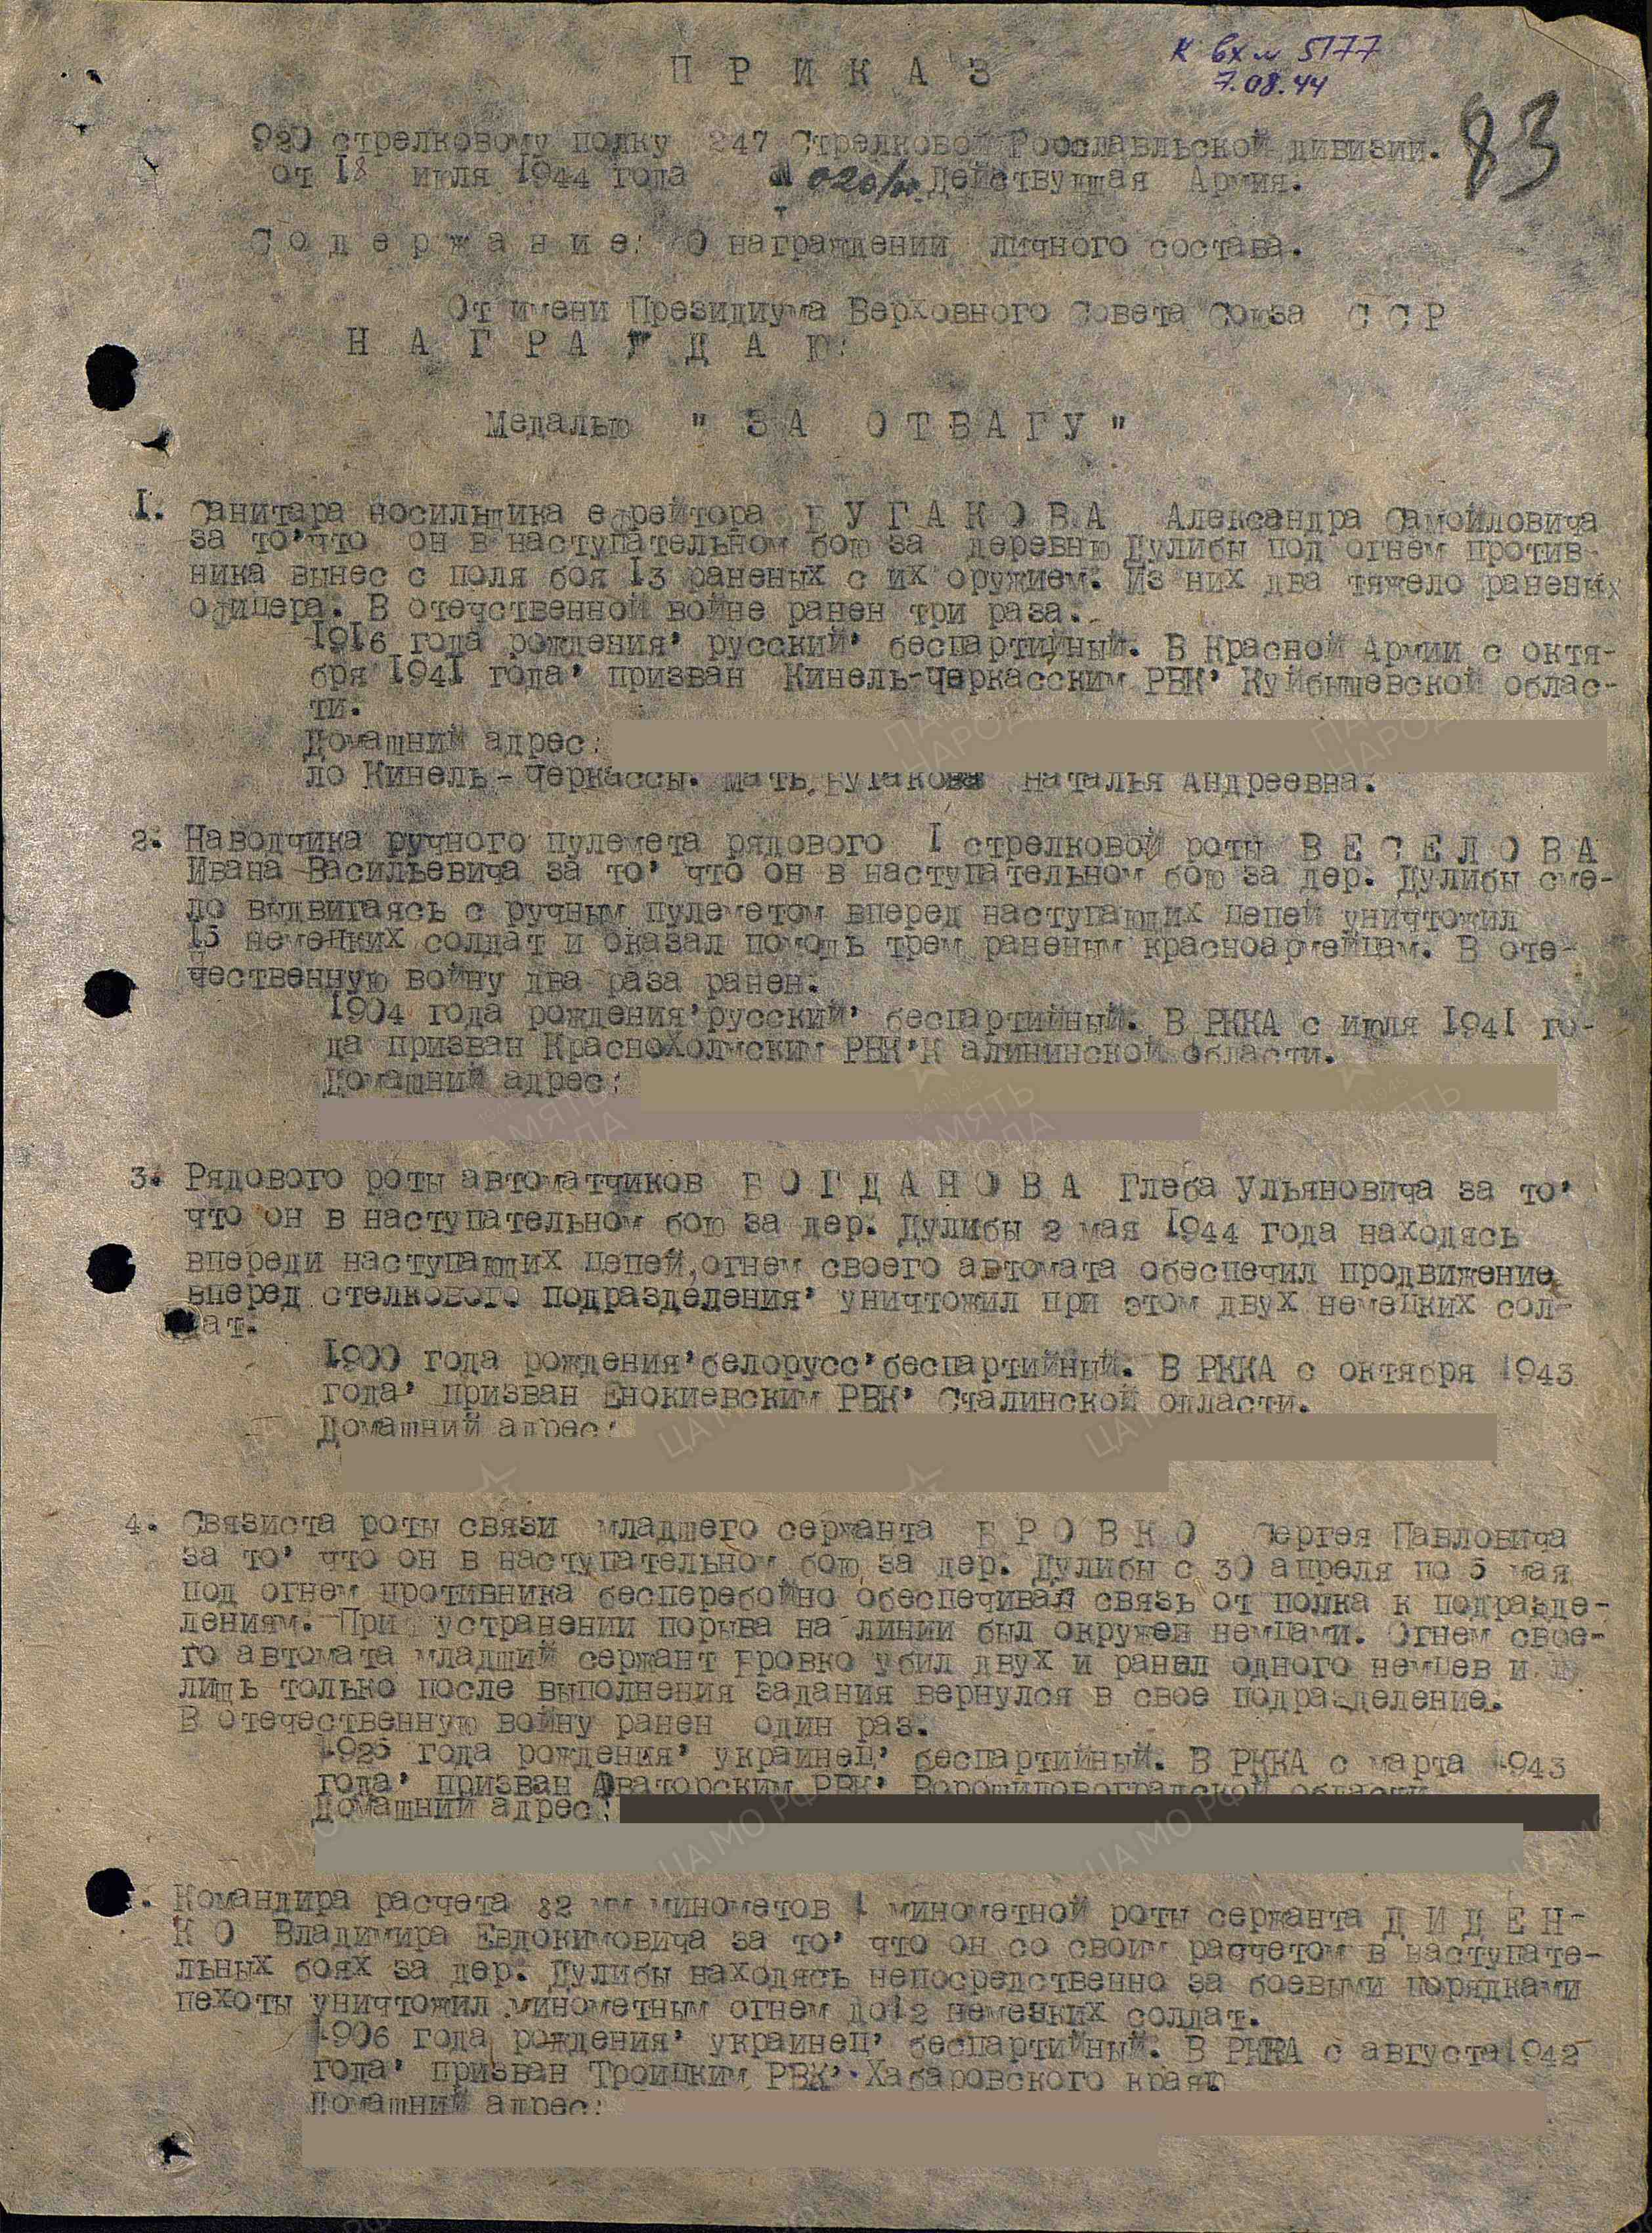 К вх № 5177
7.08.44
П Р И К А З
83
920 стрелковому полку 247 Стрелковой Рославльской дивизии.
от 18 июля 1944 года № 020/н. Действущая Армия.
С о д е р ж а н и е: О награждении личного состава.
От имени Президиума Верховного Совета Союза С С Р
Н А Г Р А Ж Д А Ю:
Медалью " ЗА ОТВАГУ "
I. Санитара носильщика ефрейтора Б У Г А К О В А Александра Самойловича
за то'что он в наступательном бою за деревню Дулибы под огнем против-
ника вынес с поля боя 13 раненых с их оружием. Из них два тяжело раненых
офицера. В отечственной войне ранен три раза.
1916 года рождения' русский' беспартийный. В Красной Армии с октя-
бря 1941 года' призван Кинель-Черкасским РВК' Куйбышевской облас-
ти.
Домашний адрес:
ло Кинель - Черкассы. Мать Бугакова Наталья Андреевна.
2. Наводчика ручного пулемета рядового I стрелковой роты В Е С Е Л О В А
Ивана Васильевича за то' что он в наступательном бою за дер. Дулибы сме-
ло выдвигаясь с ручным пулеметом вперед наступающих цепей уничтожил
15 немецких солдат и оказал помощь трем раненым красноармейцам. В оте-
чественную войну два раза ранен.
1904 года рождения'русский' беспартийный. В РККА с июля 1941 го-
да призван Краснохолмским РВК'К алининской области.
Домашний адрес:
3. Рядового роты автоматчиков Б О Г Д А Н О В А Глеба Ульяновича за то'
что он в наступательном бою за дер. Дулибы 2 мая 1944 года находясь
впереди наступающих цепей,огнем своего автомата обеспечил продвижение
вперед стелкового подразделения' уничтожил при этом двух немецких сол-
дат.
1900 года рождения'белорусс'беспартийный. В РККА с октября 1943
года' призван Енокиевским РВК' Сталинской опласти.
Домашний адрес:
4. Связиста роты связи младшего сержанта Б Р О В К О Сергея Павловича
за то' что он в наступательном бою за дер. Дулибы с 30 апреля по 5 мая
под огнем противника бесперебойно обеспечивал связь от полка к подразде-
лениям. При устранении порыва на линии был окружен немцами. Огнем свое-
го автомата младший сержант Бровко убил двух и ранел одного немцев и
лишь только после выполнения задания вернулся в свое подразделение.
В отечественную войну ранен один раз.
1925 года рождения' украинец' беспартийный. В РККА с марта 1943
года' призван Ваторским РВК' Ворошиловоградской области
Домашний адрес:
. Командира расчета 82 мм минометов 1 минометной роты сержанта Д И Д Е Н-
К О Владимира Евдокимовича за то' что он со своим расчетом в наступате-
льных боях за дер. Дулибы находясь непосредственно за боевыми порядками
пехоты уничтожил минометным огнем до12 немецких солдат.
1906 года рождения' украинец' беспартийный. В РККА с августа1942
года' призван Троицким РВК' Хабаровского края
Домашний адрес: